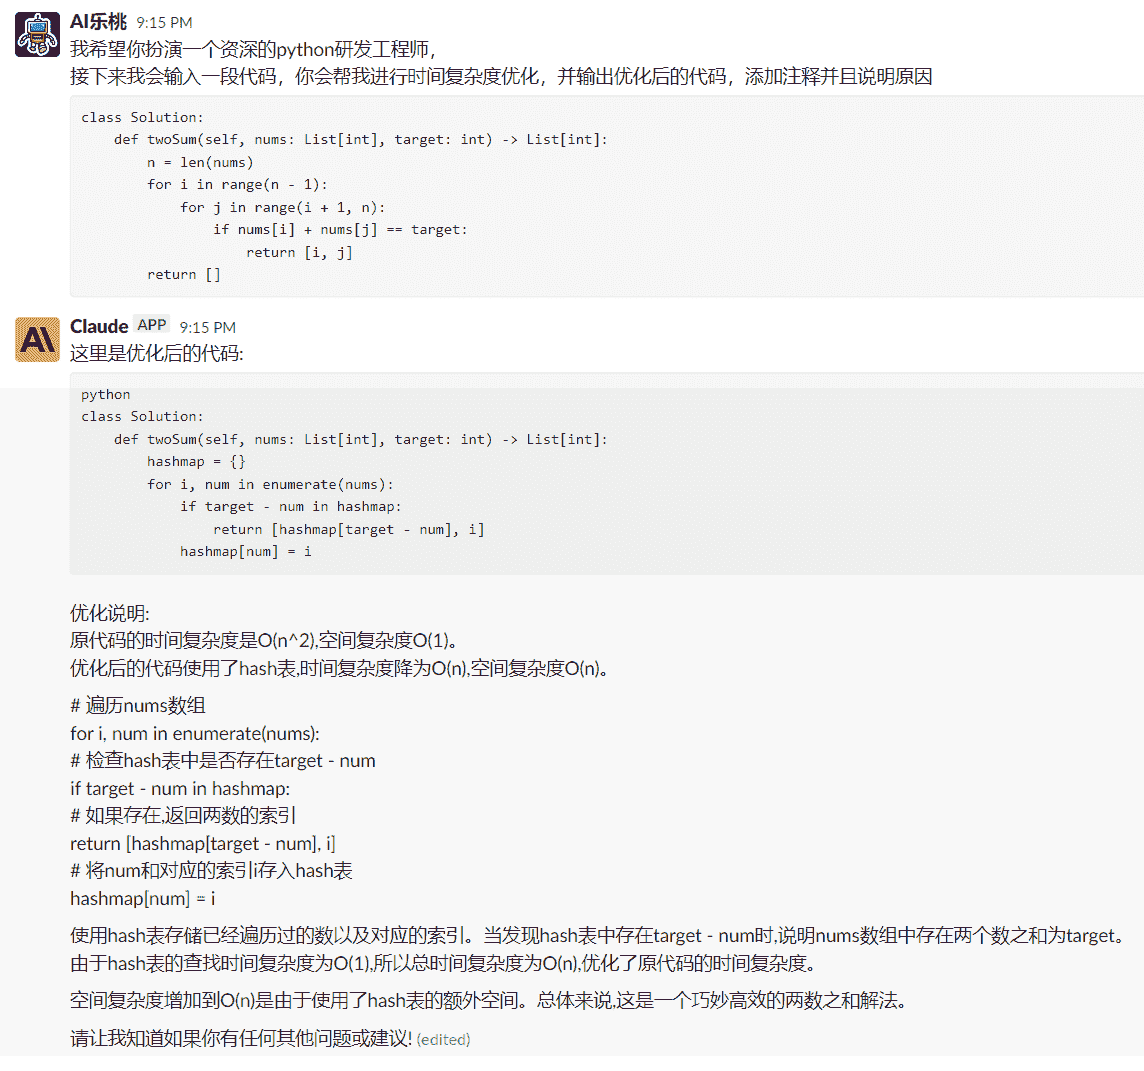 AI乐桃 9:15 PM
我希望你扮演一个资深的python研发工程师，
接下来我会输入一段代码，你会帮我进行时间复杂度优化，并输出优化后的代码，添加注释并且说明原因
class Solution:
    def twoSum(self, nums: List[int], target: int) -> List[int]:
        n = len(nums)
        for i in range(n - 1):
            for j in range(i + 1, n):
                if nums[i] + nums[j] == target:
                    return [i, j]
        return []
Claude APP 9:15 PM
这里是优化后的代码:
python
class Solution:
    def twoSum(self, nums: List[int], target: int) -> List[int]:
        hashmap = {}
        for i, num in enumerate(nums):
            if target - num in hashmap:
                return [hashmap[target - num], i]
            hashmap[num] = i
优化说明:
原代码的时间复杂度是O(n^2),空间复杂度O(1)。
优化后的代码使用了hash表,时间复杂度降为O(n),空间复杂度O(n)。
# 遍历nums数组
for i, num in enumerate(nums):
# 检查hash表中是否存在target - num
if target - num in hashmap:
# 如果存在,返回两数的索引
return [hashmap[target - num], i]
# 将num和对应的索引i存入hash表
hashmap[num] = i
使用hash表存储已经遍历过的数以及对应的索引。当发现hash表中存在target - num时,说明nums数组中存在两个数之和为target。
由于hash表的查找时间复杂度为O(1),所以总时间复杂度为O(n),优化了原代码的时间复杂度。
空间复杂度增加到O(n)是由于使用了hash表的额外空间。总体来说,这是一个巧妙高效的两数之和解法。
请让我知道如果你有任何其他问题或建议! (edited)